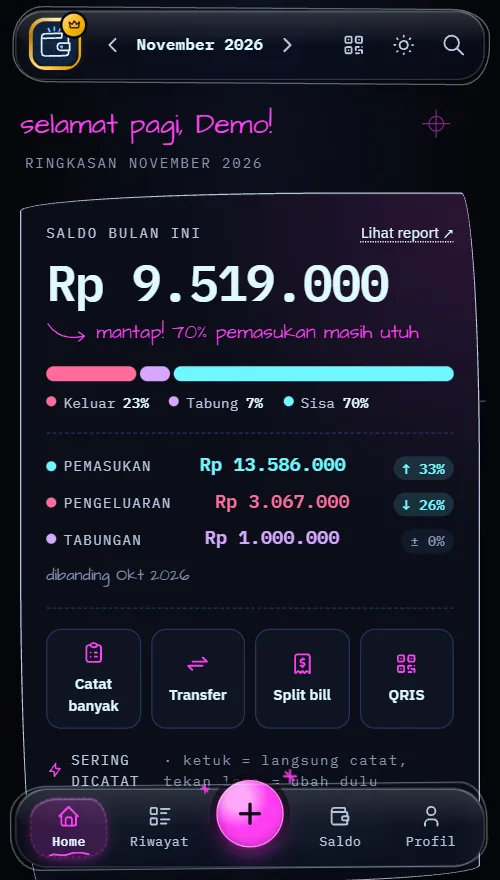 November 2026
selamat pagi, Demo!
RINGKASAN NOVEMBER 2026
SALDO BULAN INI
Lihat report ↗
Rp 9.519.000
mantap! 70% pemasukan masih utuh
Keluar 23% Tabung 7% Sisa 70%
PEMASUKAN Rp 13.586.000 ↑ 33%
PENGELUARAN Rp 3.067.000 ↓ 26%
TABUNGAN Rp 1.000.000 ± 0%
dibanding Okt 2026
Catat banyak
Transfer
Split bill
QRIS
SERING DICATAT
· ketuk = langsung catat,
tekan = ubah dulu
Home
Riwayat
+
Saldo
Profil